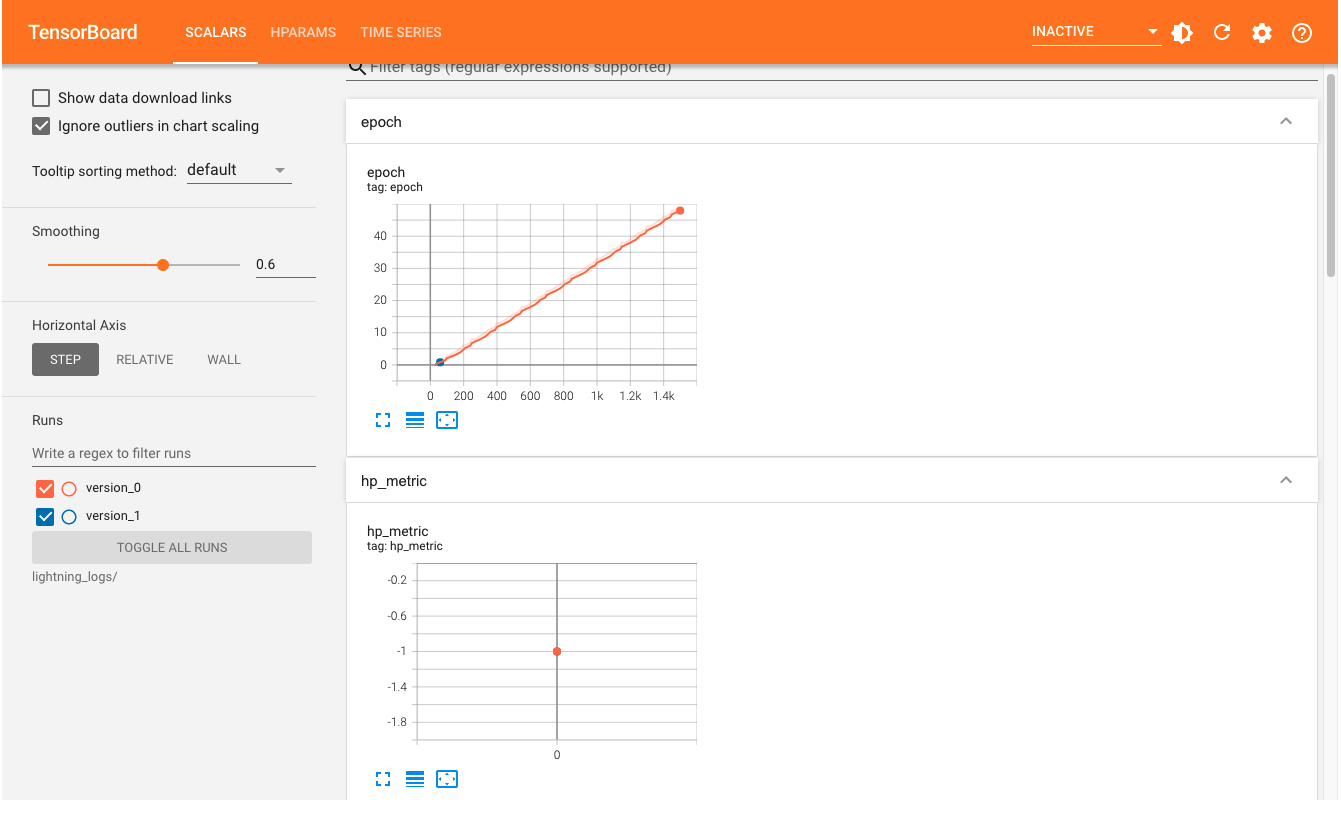 TensorBoard SCALARS HPARAMS TIME SERIES INACTIVE
Show data download links
Ignore outliers in chart scaling
Tooltip sorting method: default
Smoothing
0.6
Horizontal Axis
STEP RELATIVE WALL
Runs
Write a regex to filter runs
version_0
version_1
TOGGLE ALL RUNS
lightning_logs/
Filter tags (regular expressions supported)
epoch
epoch
tag: epoch
40
30
20
10
0
0 200 400 600 800 1k 1.2k 1.4k
hp_metric
hp_metric
tag: hp_metric
-0.2
-0.6
-1
-1.4
-1.8
0